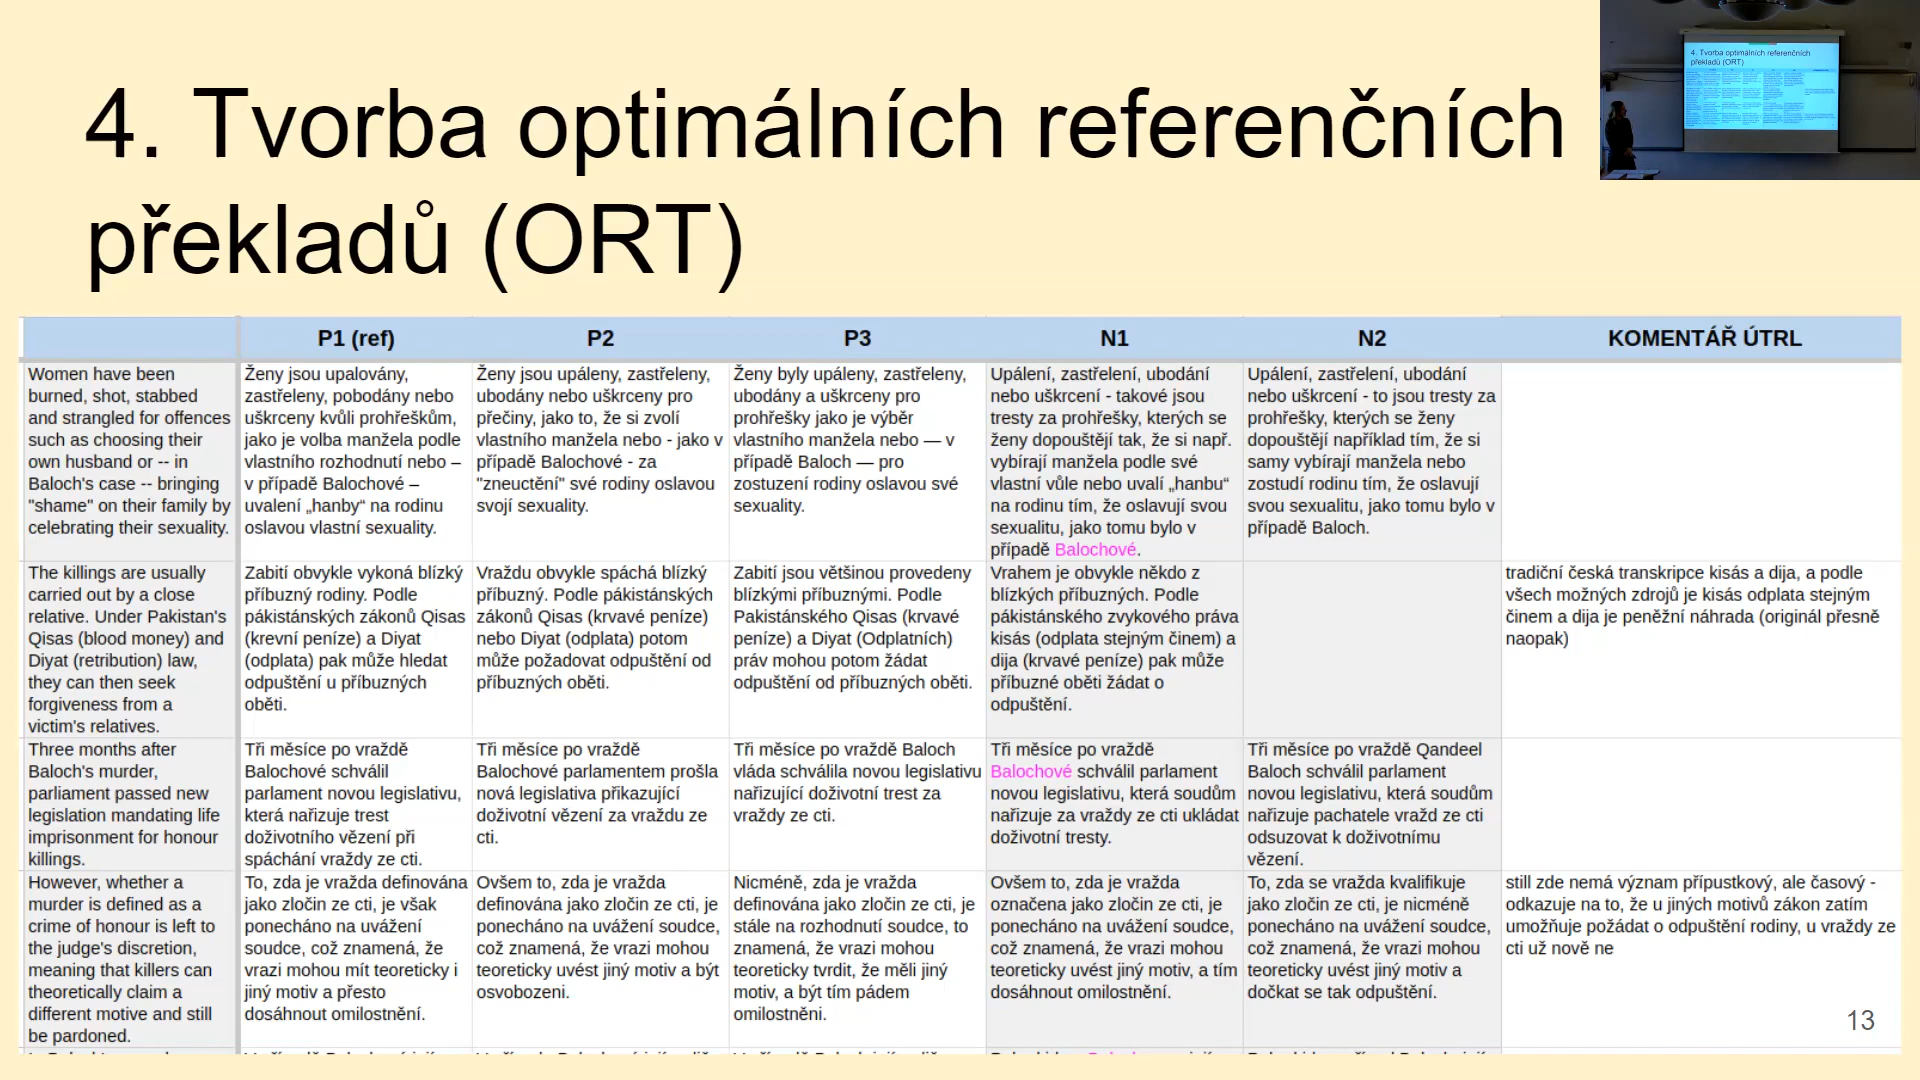 4. Tvorba optimálních referenčních
překladů (ORT)
4. Tvorba optimálních referenčních
překladů (ORT)
P1 (ref)
P2
P3
N1
N2
KOMENTÁŘ ÚTRL
Women have been
burned, shot, stabbed
and strangled for offences
such as choosing their
own husband or -- in
Baloch's case -- bringing
"shame" on their family by
celebrating their sexuality.
Ženy jsou upalovány,
zastřeleny, pobodány nebo
uškrceny kvůli prohřeškům,
jako je volba manžela podle
vlastního rozhodnutí nebo –
v případě Balochové –
uvalení „hanby“ na rodinu
oslavou vlastní sexuality.
Ženy jsou upáleny, zastřeleny,
ubodány nebo uškrceny pro
přečiny, jako to, že si zvolí
vlastního manžela nebo - jako v
případě Balochové - za
"zneuctění" své rodiny oslavou
svojí sexuality.
Ženy byly upáleny, zastřeleny,
ubodány a uškrceny pro
prohřešky jako je výběr
vlastního manžela nebo — v
případě Baloch — pro
zostuzení rodiny oslavou své
sexuality.
Upálení, zastřelení, ubodání
nebo uškrcení - takové jsou
tresty za prohřešky, kterých se
ženy dopouštějí tak, že si např.
vybírají manžela podle své
vlastní vůle nebo uvalí „hanbu“
na rodinu tím, že oslavují svou
sexualitu, jako tomu bylo v
případě Balochové.
Upálení, zastřelení, ubodání
nebo uškrcení - to jsou tresty za
prohřešky, kterých se ženy
dopouštějí například tím, že si
samy vybírají manžela nebo
zostudí rodinu tím, že oslavují
svou sexualitu, jako tomu bylo v
případě Baloch.
The killings are usually
carried out by a close
relative. Under Pakistan's
Qisas (blood money) and
Diyat (retribution) law,
they can then seek
forgiveness from a
victim's relatives.
Zabití obvykle vykoná blízký
příbuzný rodiny. Podle
pákistánských zákonů Qisas
(krevní peníze) a Diyat
(odplata) pak může hledat
odpuštění u příbuzných
oběti.
Vraždu obvykle spáchá blízký
příbuzný. Podle pákistánských
zákonů Qisas (krvavé peníze)
nebo Diyat (odplata) potom
může požadovat odpuštění od
příbuzných oběti.
Zabití jsou většinou provedeny
blízkými příbuznými. Podle
Pakistánského Qisas (krvavé
peníze) a Diyat (Odplatních)
práv mohou potom žádat
odpuštění od příbuzných oběti.
Vrahem je obvykle někdo z
blízkých příbuzných. Podle
pákistánského zvykového práva
kisás (odplata stejným činem) a
dija (krvavé peníze) pak může
příbuzné oběti žádat o
odpuštění.
tradiční česká transkripce kisás a dija, a podle
všech možných zdrojů je kisás odplata stejným
činem a dija je peněžní náhrada (originál přesně
naopak)
Three months after
Baloch's murder,
parliament passed new
legislation mandating life
imprisonment for honour
killings.
Tři měsíce po vraždě
Balochové schválil
parlament novou legislativu,
která nařizuje trest
doživotního vězení při
spáchání vraždy ze cti.
Tři měsíce po vraždě
Balochové parlamentem prošla
nová legislativa přikazující
doživotní vězení za vraždu ze
cti.
Tři měsíce po vraždě Baloch
vláda schválila novou legislativu
nařizující doživotní trest za
vraždy ze cti.
Tři měsíce po vraždě
Balochové schválil parlament
novou legislativu, která soudům
nařizuje za vraždy ze cti ukládat
doživotní tresty.
Tři měsíce po vraždě Qandeel
Baloch schválil parlament
novou legislativu, která soudům
nařizuje pachatele vražd ze cti
odsuzovat k doživotnímu
vězení.
However, whether a
murder is defined as a
crime of honour is left to
the judge's discretion,
meaning that killers can
theoretically claim a
different motive and still
be pardoned.
To, zda je vražda definována
jako zločin ze cti, je však
ponecháno na uvážení
soudce, což znamená, že
vrazi mohou mít teoreticky i
jiný motiv a přesto
dosáhnout omilostnění.
Ovšem to, zda je vražda
definována jako zločin ze cti, je
ponecháno na uvážení soudce,
což znamená, že vrazi mohou
teoreticky uvést jiný motiv a být
osvobozeni.
Nicméně, zda je vražda
definována jako zločin ze cti, je
stále na rozhodnutí soudce, to
znamená, že vrazi mohou
teoreticky tvrdit, že měli jiný
motiv, a být tím pádem
omilostněni.
Ovšem to, zda je vražda
označena jako zločin ze cti, je
ponecháno na uvážení soudce,
což znamená, že vrazi mohou
teoreticky uvést jiný motiv, a tím
dosáhnout omilostnění.
To, zda se vražda kvalifikuje
jako zločin ze cti, je nicméně
ponecháno na uvážení soudce,
což znamená, že vrazi mohou
teoreticky uvést jiný motiv a
dočkat se tak odpuštění.
still zde nemá význam přípustkový, ale časový -
odkazuje na to, že u jiných motivů zákon zatím
umožňuje požádat o odpuštění rodiny, u vraždy ze
cti už nově ne
13